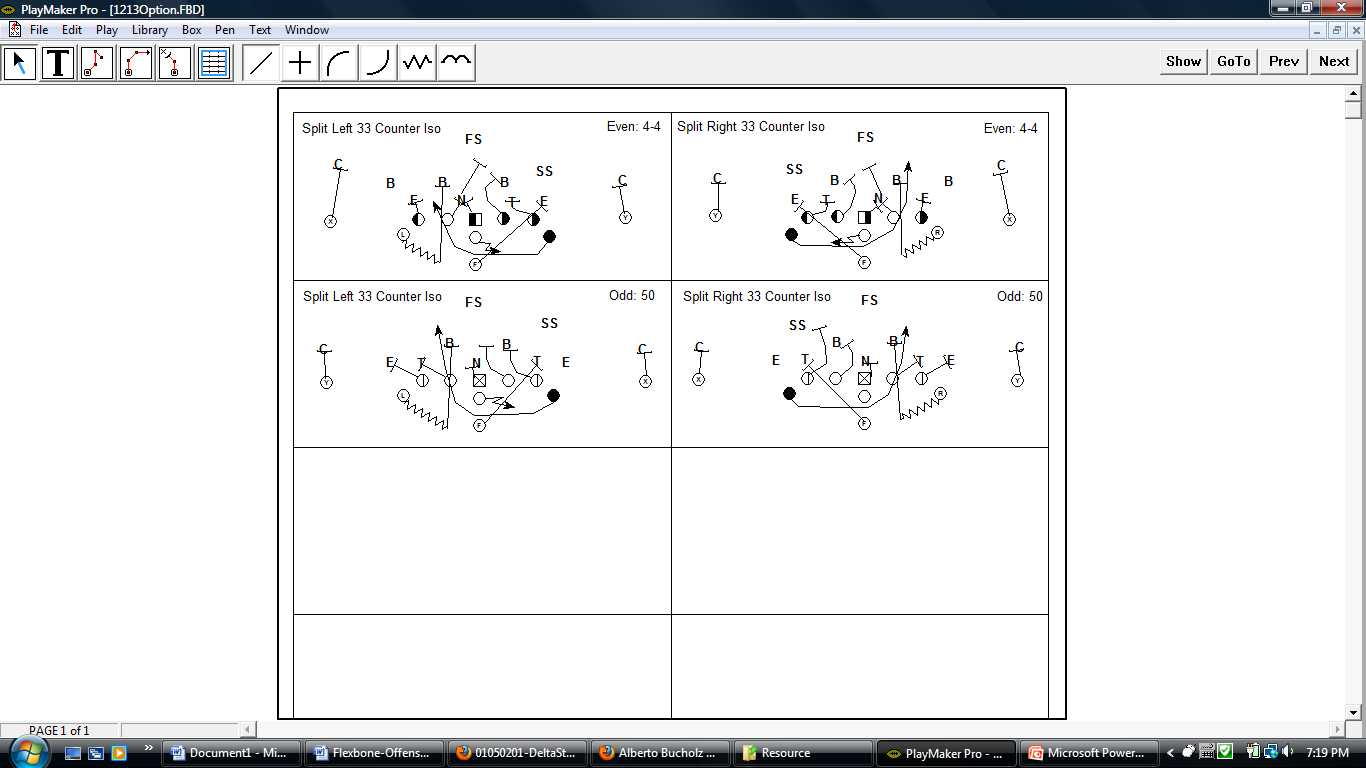 PlayMaker Pro - [1213Option.FBD]
File Edit Play Library Box Pen Text Window
T
Show GoTo Prev Next
Split Left 33 Counter Iso Even: 4-4
FS
C SS C
B B B
E N T E
X Y
L
F
Split Right 33 Counter Iso Even: 4-4
FS
C SS C
B B B
E T N E
Y X
R
F
Split Left 33 Counter Iso Odd: 50
FS
SS
C B B C
E T N T E
Y X
L
F
Split Right 33 Counter Iso Odd: 50
FS
SS
C B B C
E T N T E
X Y
R
F
PAGE 1 of 1
» Document1 - Mi... Flexbone-Offens... 01050201-DeltaSt... Alberto Bucholz ... Resource PlayMaker Pro - ... Microsoft Power... 7:19 PM